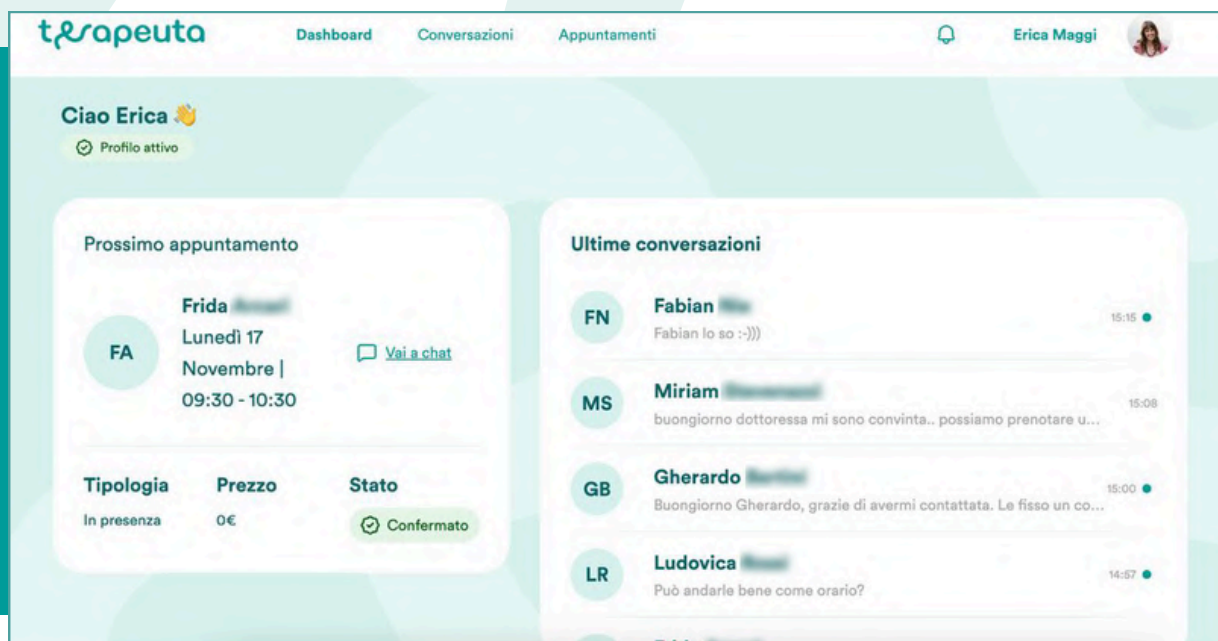 terapeuta
Dashboard
Conversazioni
Appuntamenti
Erica Maggi
Ciao Erica 👋
Profilo attivo
Prossimo appuntamento
FA
Frida
Lunedì 17
Novembre |
09:30 - 10:30
Vai a chat
Tipologia Prezzo Stato
In presenza 0€ Confermato
Ultime conversazioni
FN
Fabian
Fabian lo so :-)))
15:15
MS
Miriam
buongiorno dottoressa mi sono convinta.. possiamo prenotare u...
15:08
GB
Gherardo
Buongiorno Gherardo, grazie di avermi contattata. Le fisso un co...
15:00
LR
Ludovica
Può andarle bene come orario?
14:57